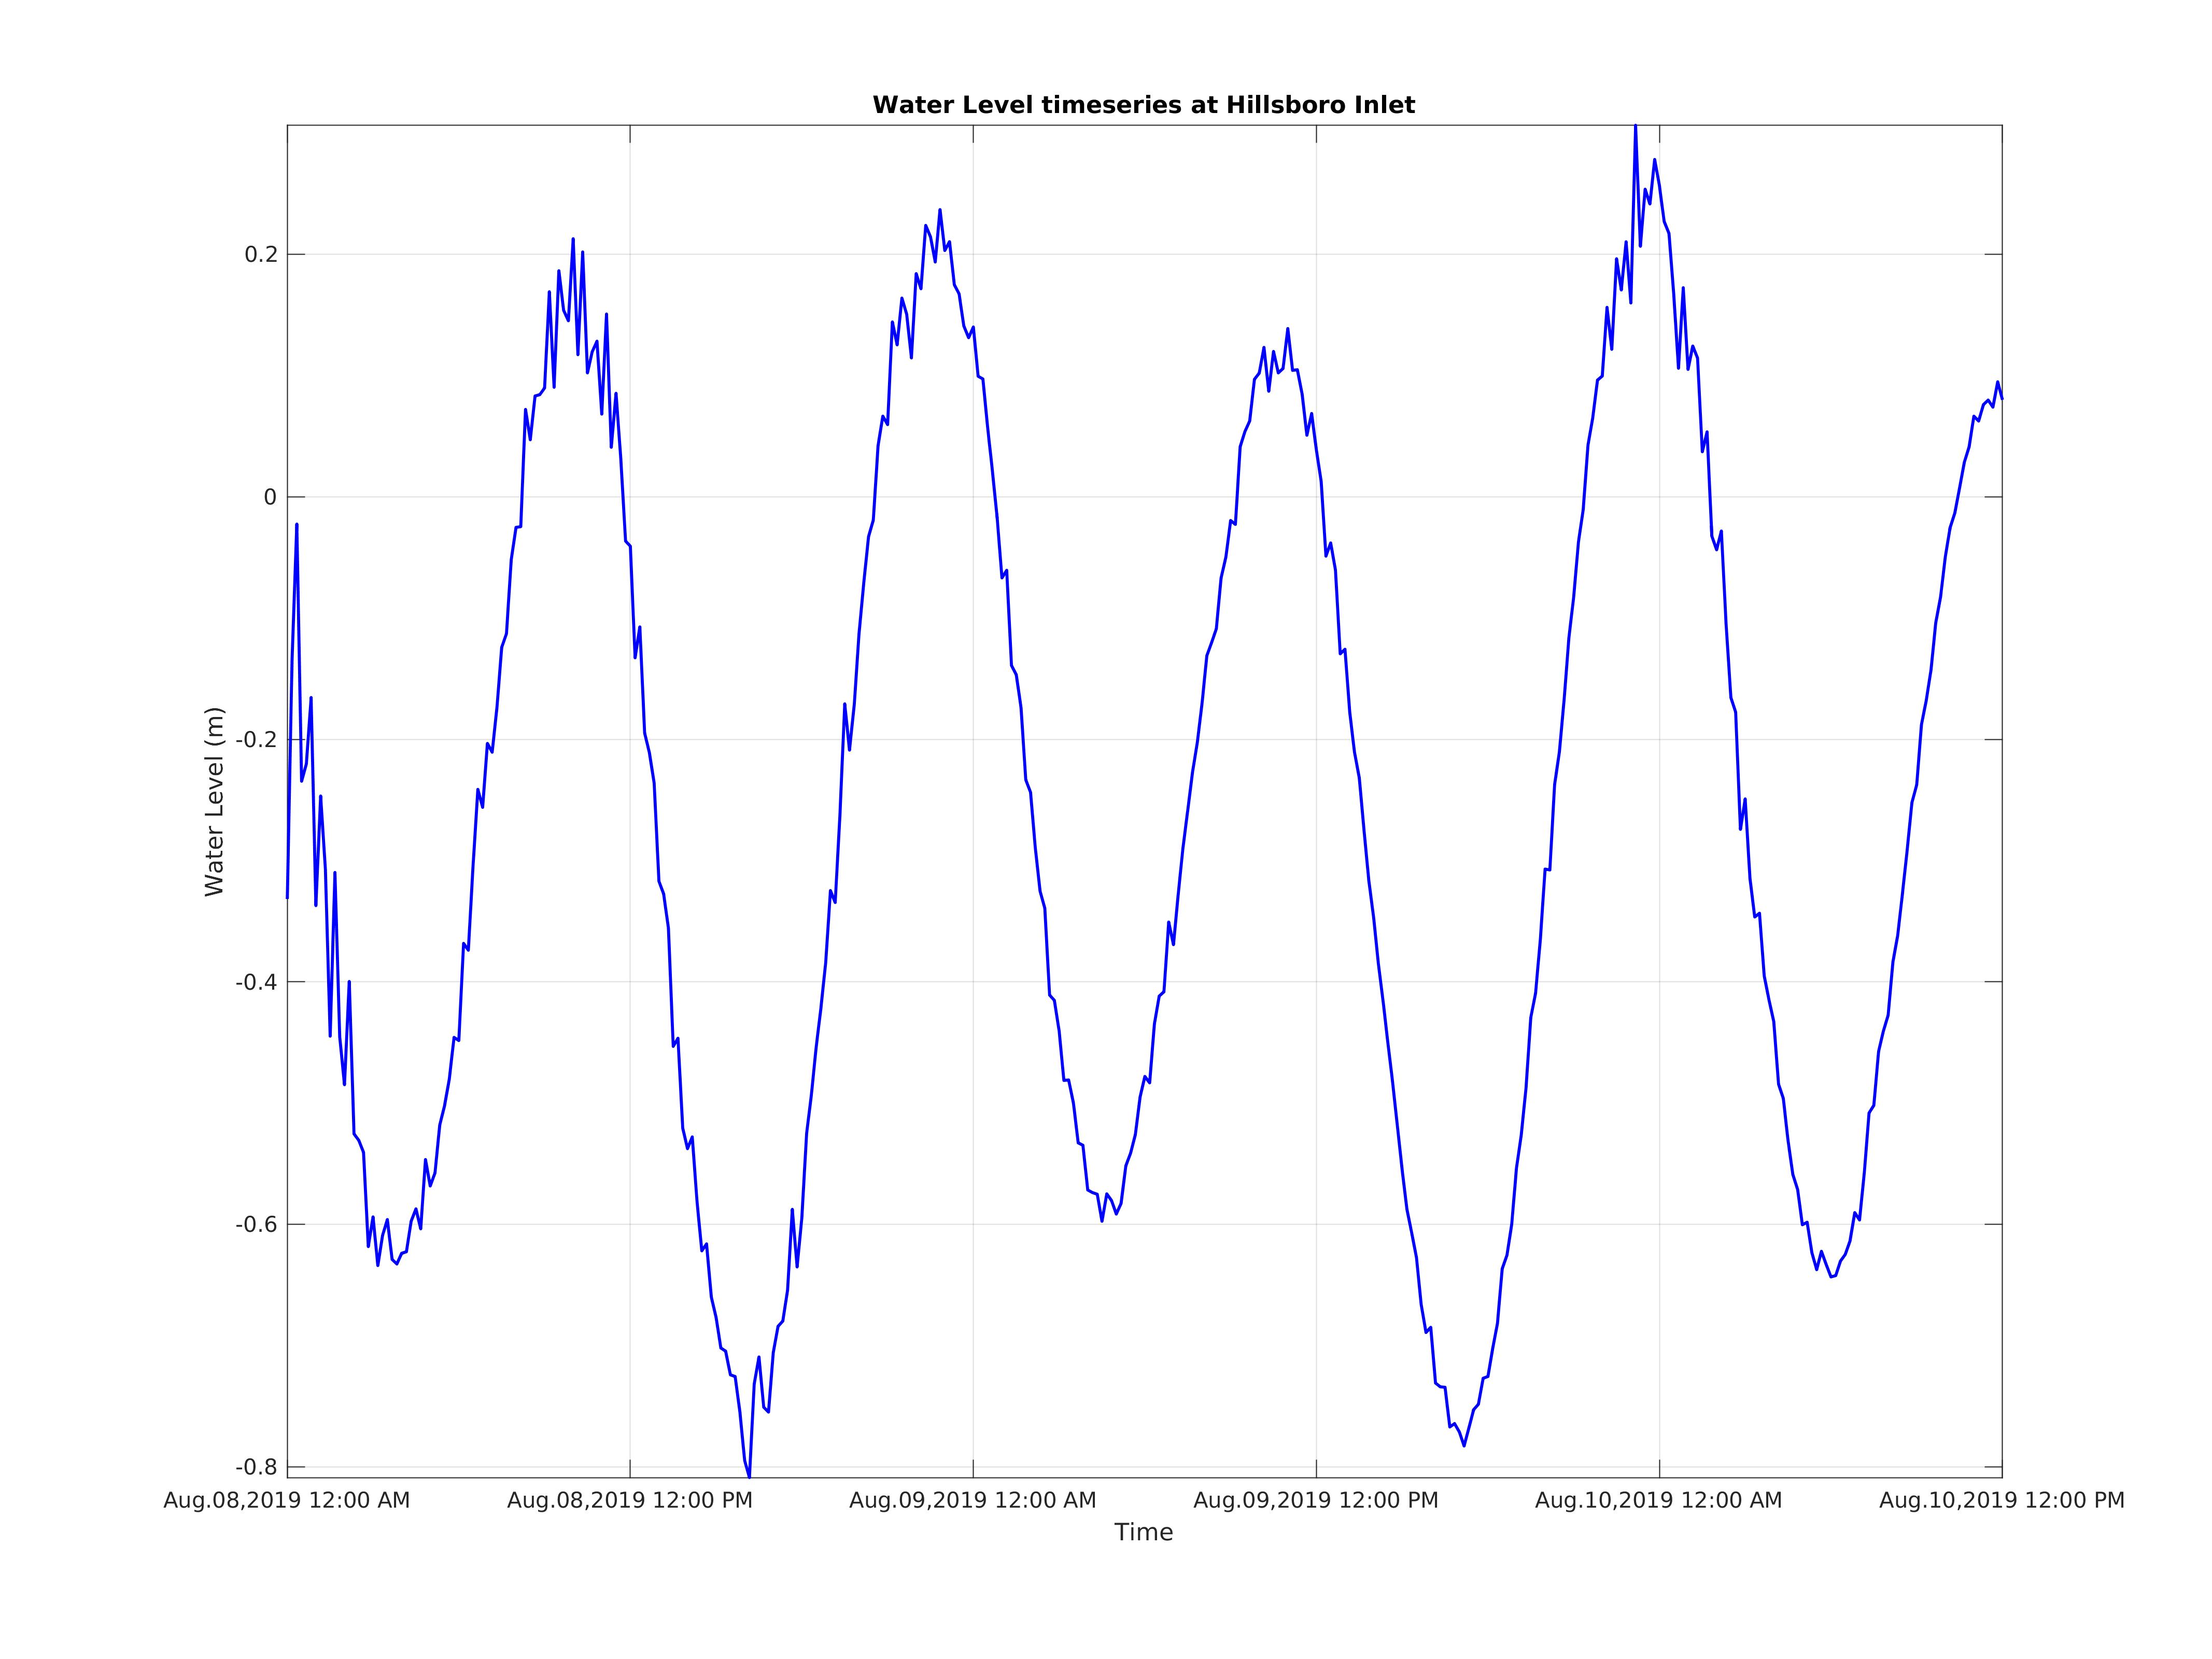 Water Level timeseries at Hillsboro Inlet
0.2
0
-0.2
-0.4
-0.6
-0.8
Water Level (m)
Aug.08,2019 12:00 AM
Aug.08,2019 12:00 PM
Aug.09,2019 12:00 AM
Aug.09,2019 12:00 PM
Aug.10,2019 12:00 AM
Aug.10,2019 12:00 PM
Time